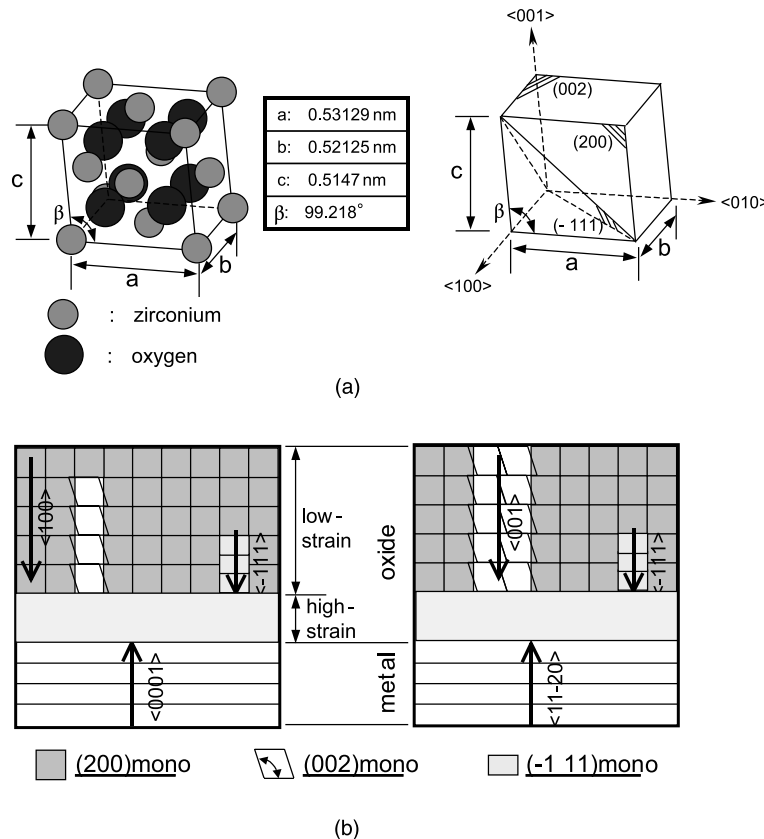 <001>
(002)
a: 0.53129 nm
b: 0.52125 nm
c: 0.5147 nm
β: 99.218°
(200)
c
β
a
b
c
β
(- 111)
<010>
a
b
<100>
: zirconium
: oxygen
(a)
<100>
<-111>
<0001>
low-
strain
high-
strain
oxide
metal
<001>
<-111>
<11-20>
(200)mono
(002)mono
(-1 11)mono
(b)